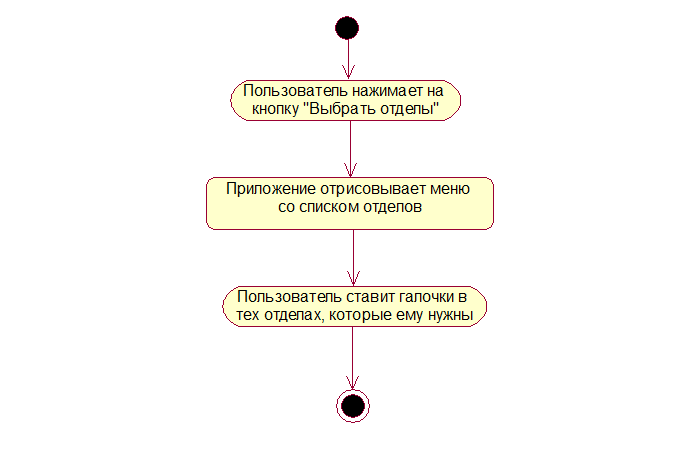 Пользователь нажимает на
кнопку "Выбрать отделы"
Приложение отрисовывает меню
со списком отделов
Пользователь ставит галочки в
тех отделах, которые ему нужны